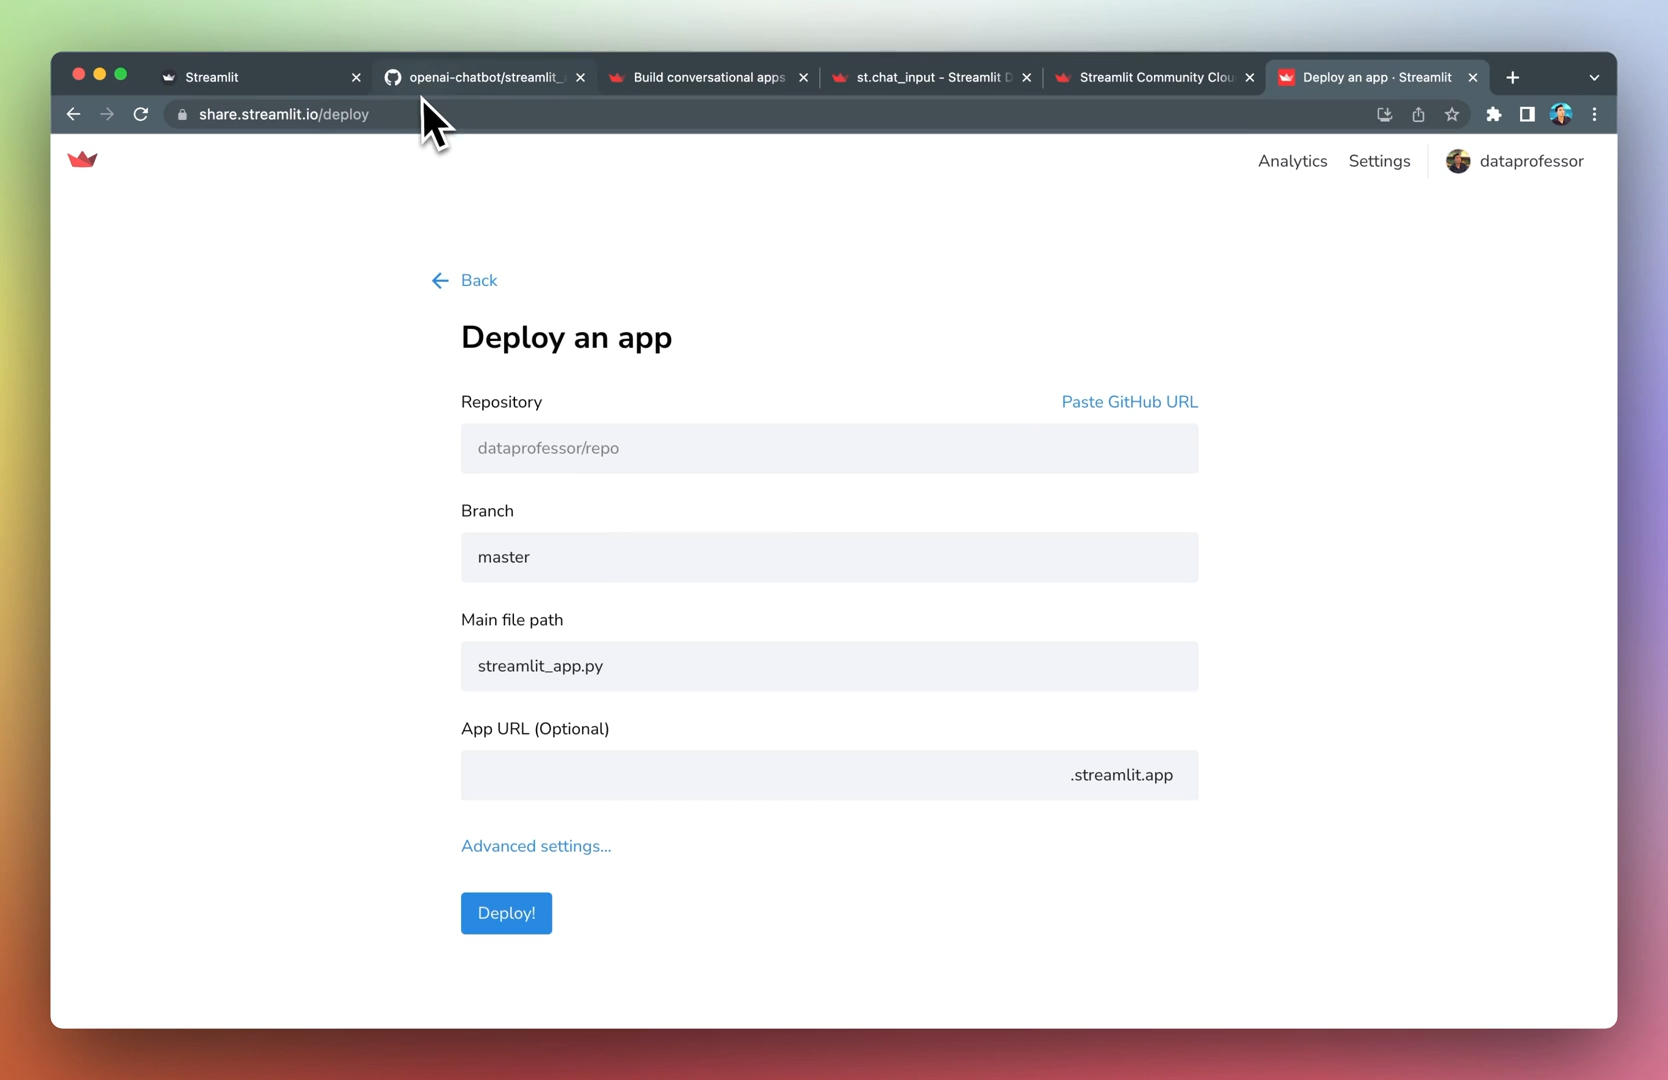 Streamlit
openai-chatbot/streamlit_
Build conversational apps
st.chat_input - Streamlit D
Streamlit Community Clou
Deploy an app · Streamlit
share.streamlit.io/deploy
Analytics
Settings
dataprofessor
Back
Deploy an app
Repository
Paste GitHub URL
dataprofessor/repo
Branch
master
Main file path
streamlit_app.py
App URL (Optional)
.streamlit.app
Advanced settings...
Deploy!